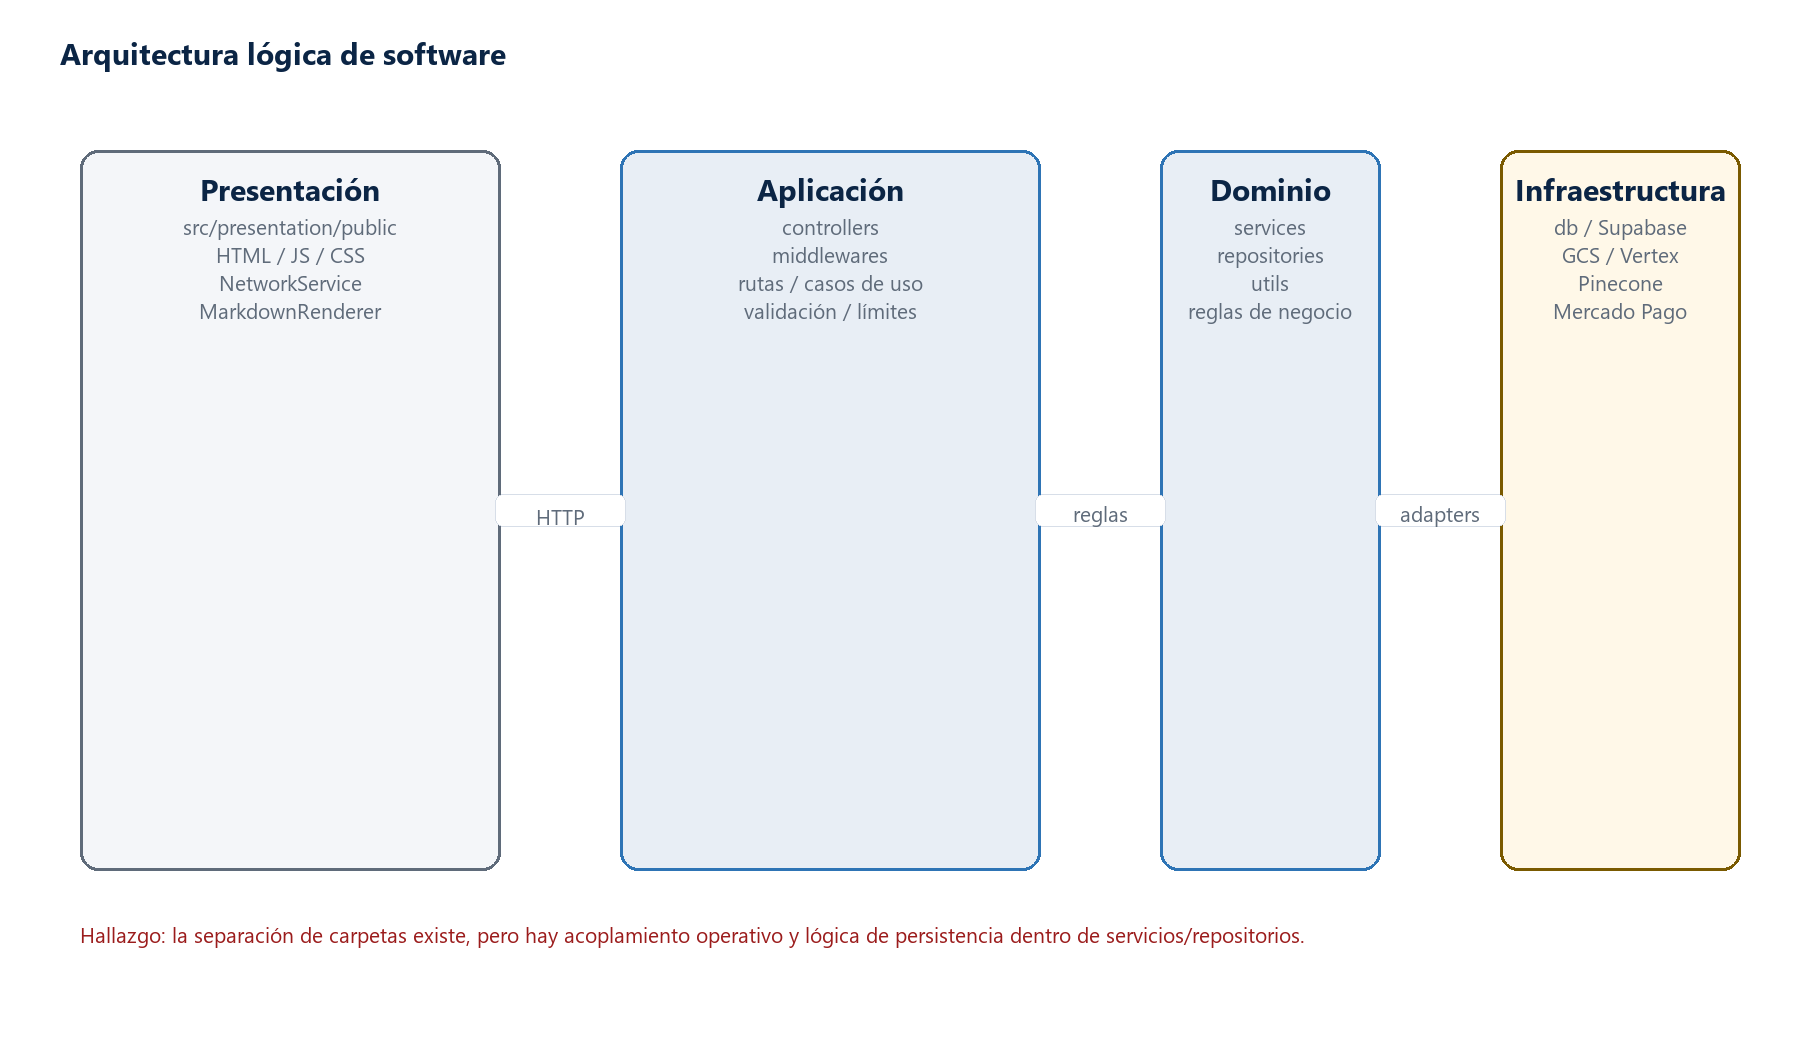 Arquitectura lógica de software
Presentación
src/presentation/public
HTML / JS / CSS
NetworkService
MarkdownRenderer
Aplicación
controllers
middlewares
rutas / casos de uso
validación / límites
Dominio
services
repositories
utils
reglas de negocio
Infraestructura
db / Supabase
GCS / Vertex
Pinecone
Mercado Pago
HTTP
reglas
adapters
Hallazgo: la separación de carpetas existe, pero hay acoplamiento operativo y lógica de persistencia dentro de servicios/repositorios.